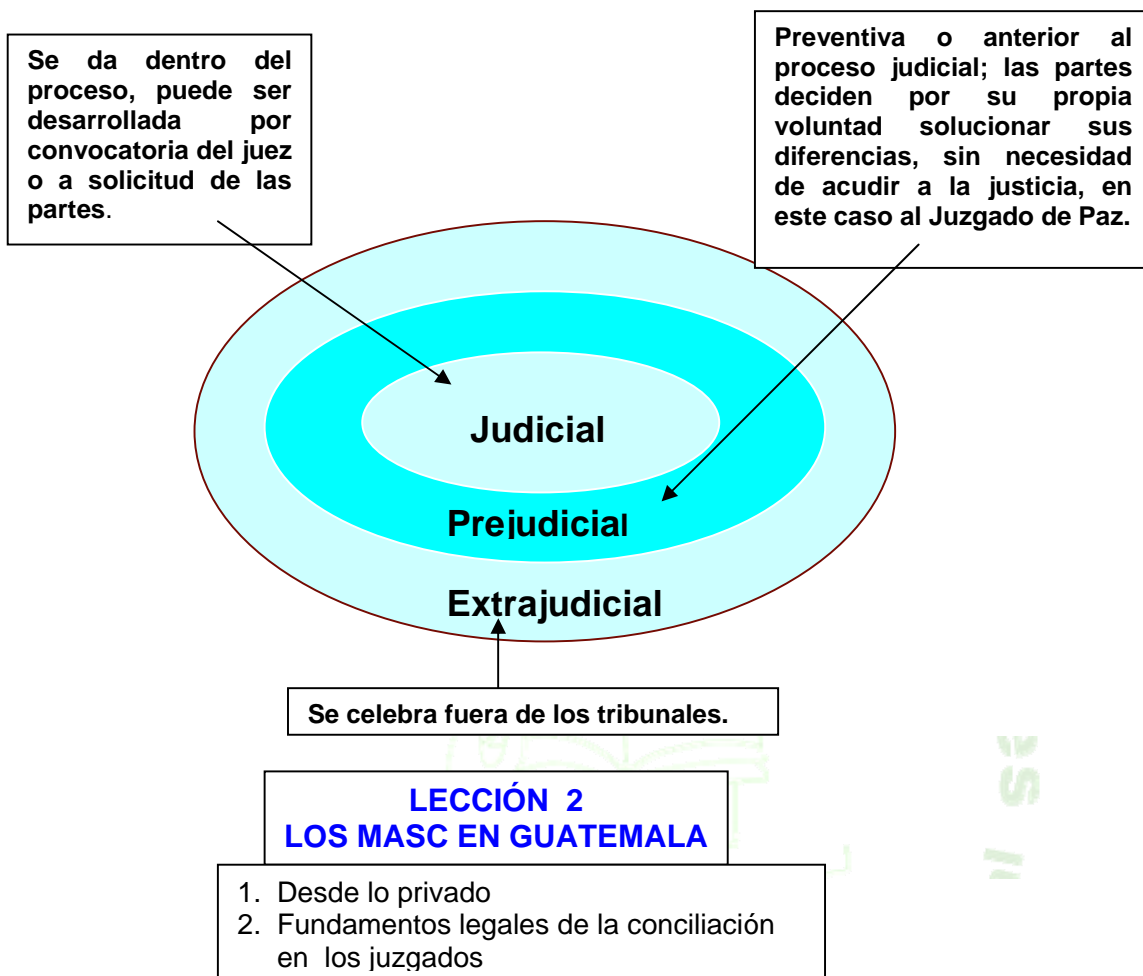 Se da dentro del
proceso, puede ser
desarrollada por
convocatoria del juez
o a solicitud de las
partes.
Preventiva o anterior al
proceso judicial; las partes
deciden por su propia
voluntad solucionar sus
diferencias, sin necesidad
de acudir a la justicia, en
este caso al Juzgado de Paz.
Judicial
Prejudicial
Extrajudicial
Se celebra fuera de los tribunales.
LECCIÓN 2
LOS MASC EN GUATEMALA
1. Desde lo privado
2. Fundamentos legales de la conciliación
en los juzgados